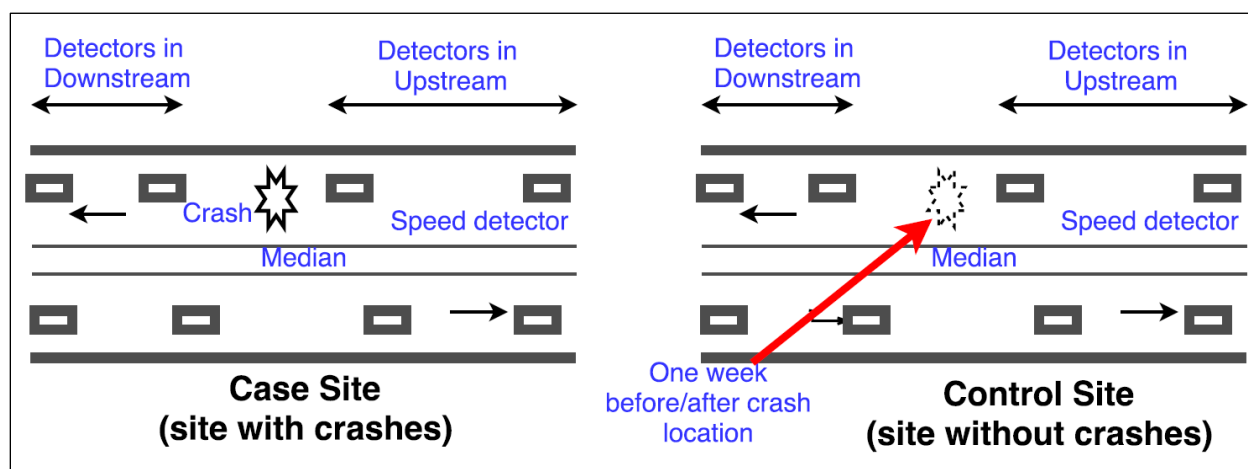 Detectors in
Downstream
Detectors in
Upstream
Crash
Speed detector
Median
Case Site
(site with crashes)
Detectors in
Downstream
Detectors in
Upstream
Speed detector
Median
One week
before/after crash
location
Control Site
(site without crashes)